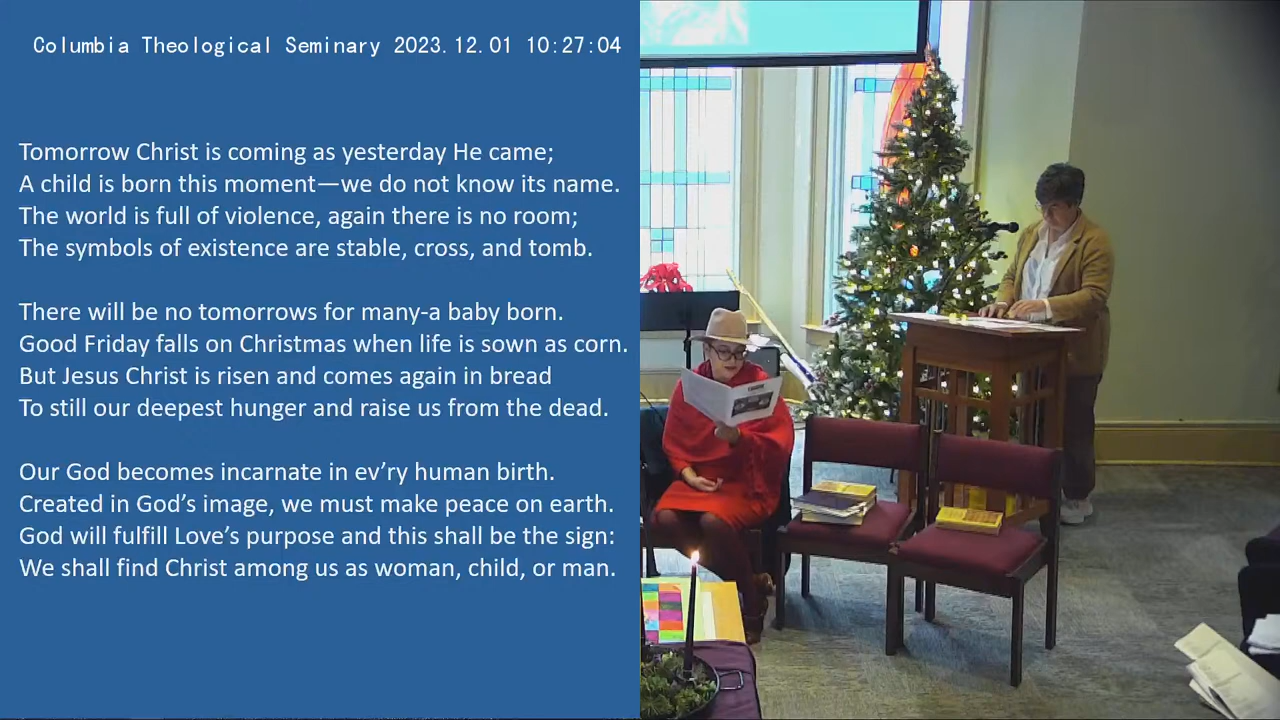 Columbia Theological Seminary 2023.12.01 10:27:04
Tomorrow Christ is coming as yesterday He came;
A child is born this moment—we do not know its name.
The world is full of violence, again there is no room;
The symbols of existence are stable, cross, and tomb.
There will be no tomorrows for many-a baby born.
Good Friday falls on Christmas when life is sown as corn.
But Jesus Christ is risen and comes again in bread
To still our deepest hunger and raise us from the dead.
Our God becomes incarnate in ev’ry human birth.
Created in God’s image, we must make peace on earth.
God will fulfill Love’s purpose and this shall be the sign:
We shall find Christ among us as woman, child, or man.